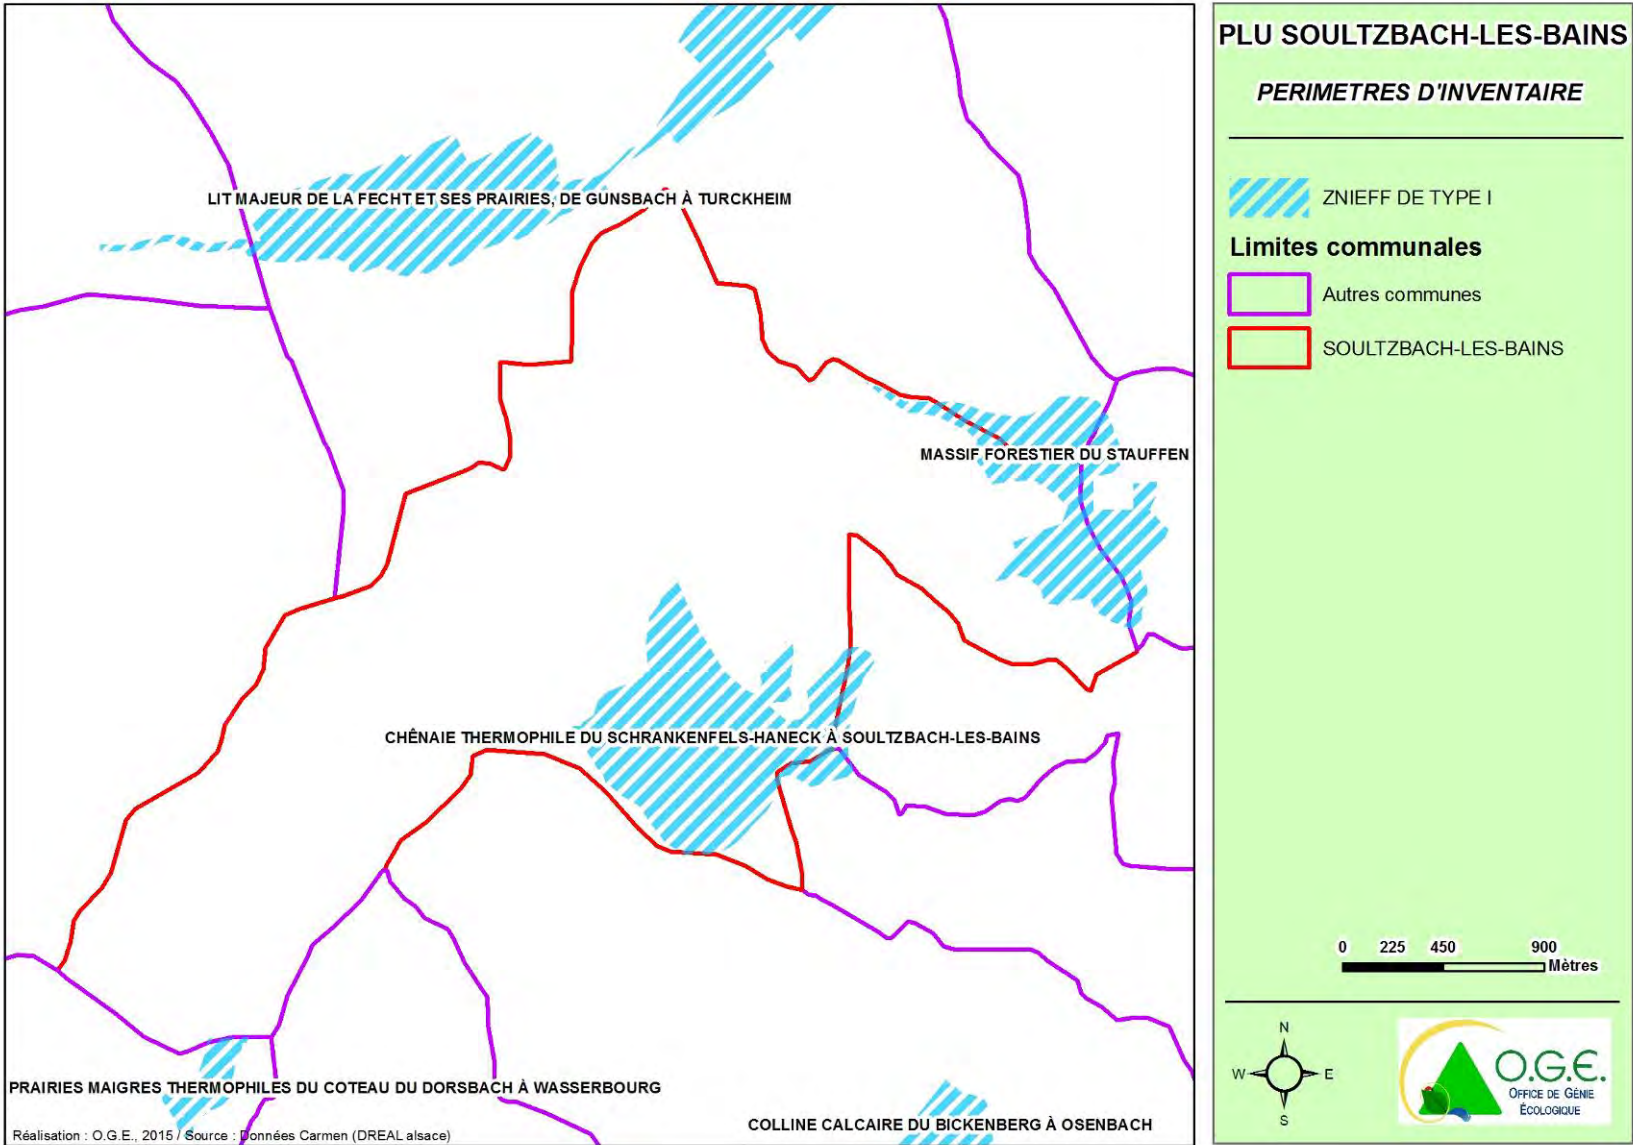 LIT MAJEUR DE LA FECHT ET SES PRAIRIES, DE GUNSBACH À TURCKHEIM
MASSIF FORESTIER DU STAUFFEN
CHÊNAIE THERMOPHILE DU SCHRANKENFELS-HANECK À SOULTZBACH-LES-BAINS
PRAIRIES MAIGRES THERMOPHILES DU COTEAU DU DORSBACH À WASSERBOURG
COLLINE CALCAIRE DU BICKENBERG À OSENBACH
Réalisation : O.G.E., 2015 / Source : Données Carmen (DREAL alsace)
PLU SOULTZBACH-LES-BAINS
PERIMETRES D'INVENTAIRE
ZNIEFF DE TYPE I
Limites communales
Autres communes
SOULTZBACH-LES-BAINS
0 225 450 900
Mètres
N
W E
S
O.G.E.
OFFICE DE GÉNIE
ÉCOLOGIQUE